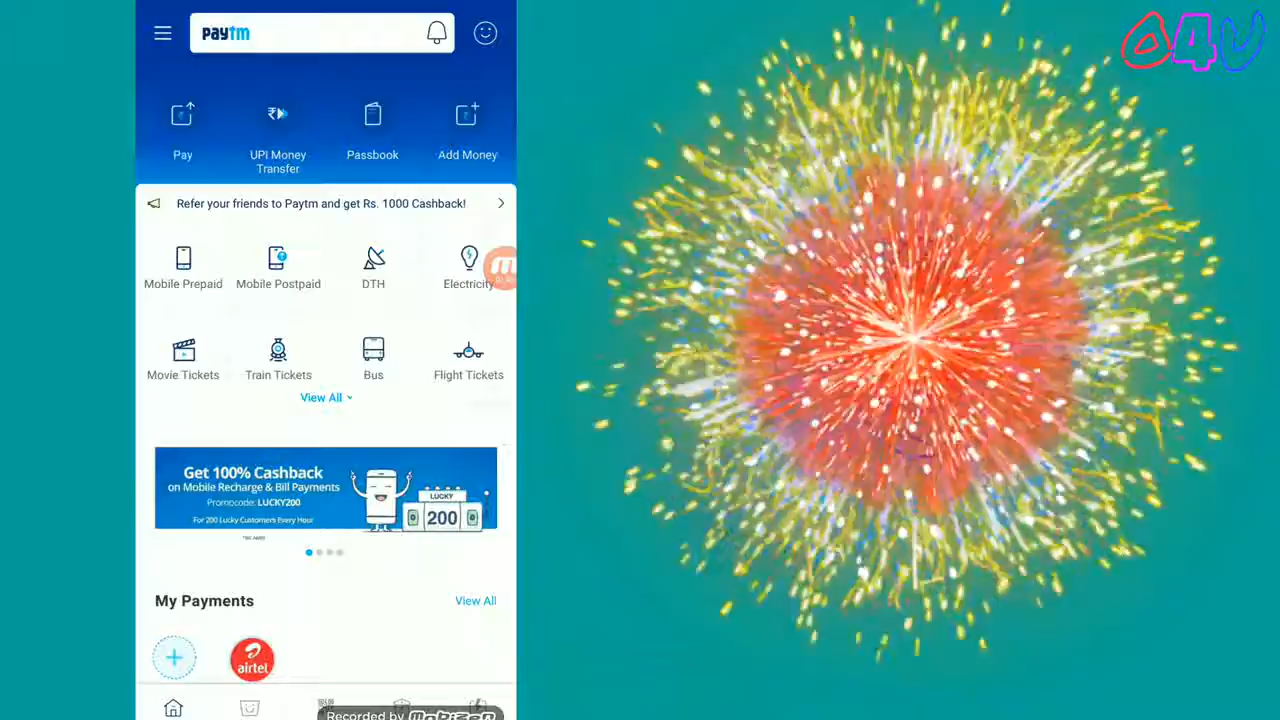 paytm
O4U
Pay
UPI Money
Transfer
Passbook
Add Money
Refer your friends to Paytm and get Rs. 1000 Cashback!
Mobile Prepaid
Mobile Postpaid
DTH
Electricity
Movie Tickets
Train Tickets
Bus
Flight Tickets
View All
Get 100% Cashback
on Mobile Recharge & Bill Payments
Promocode: LUCKY200
For 200 Lucky Customers Every Hour
LUCKY
200
My Payments
View All
airtel
Recorded by MOBIZEN